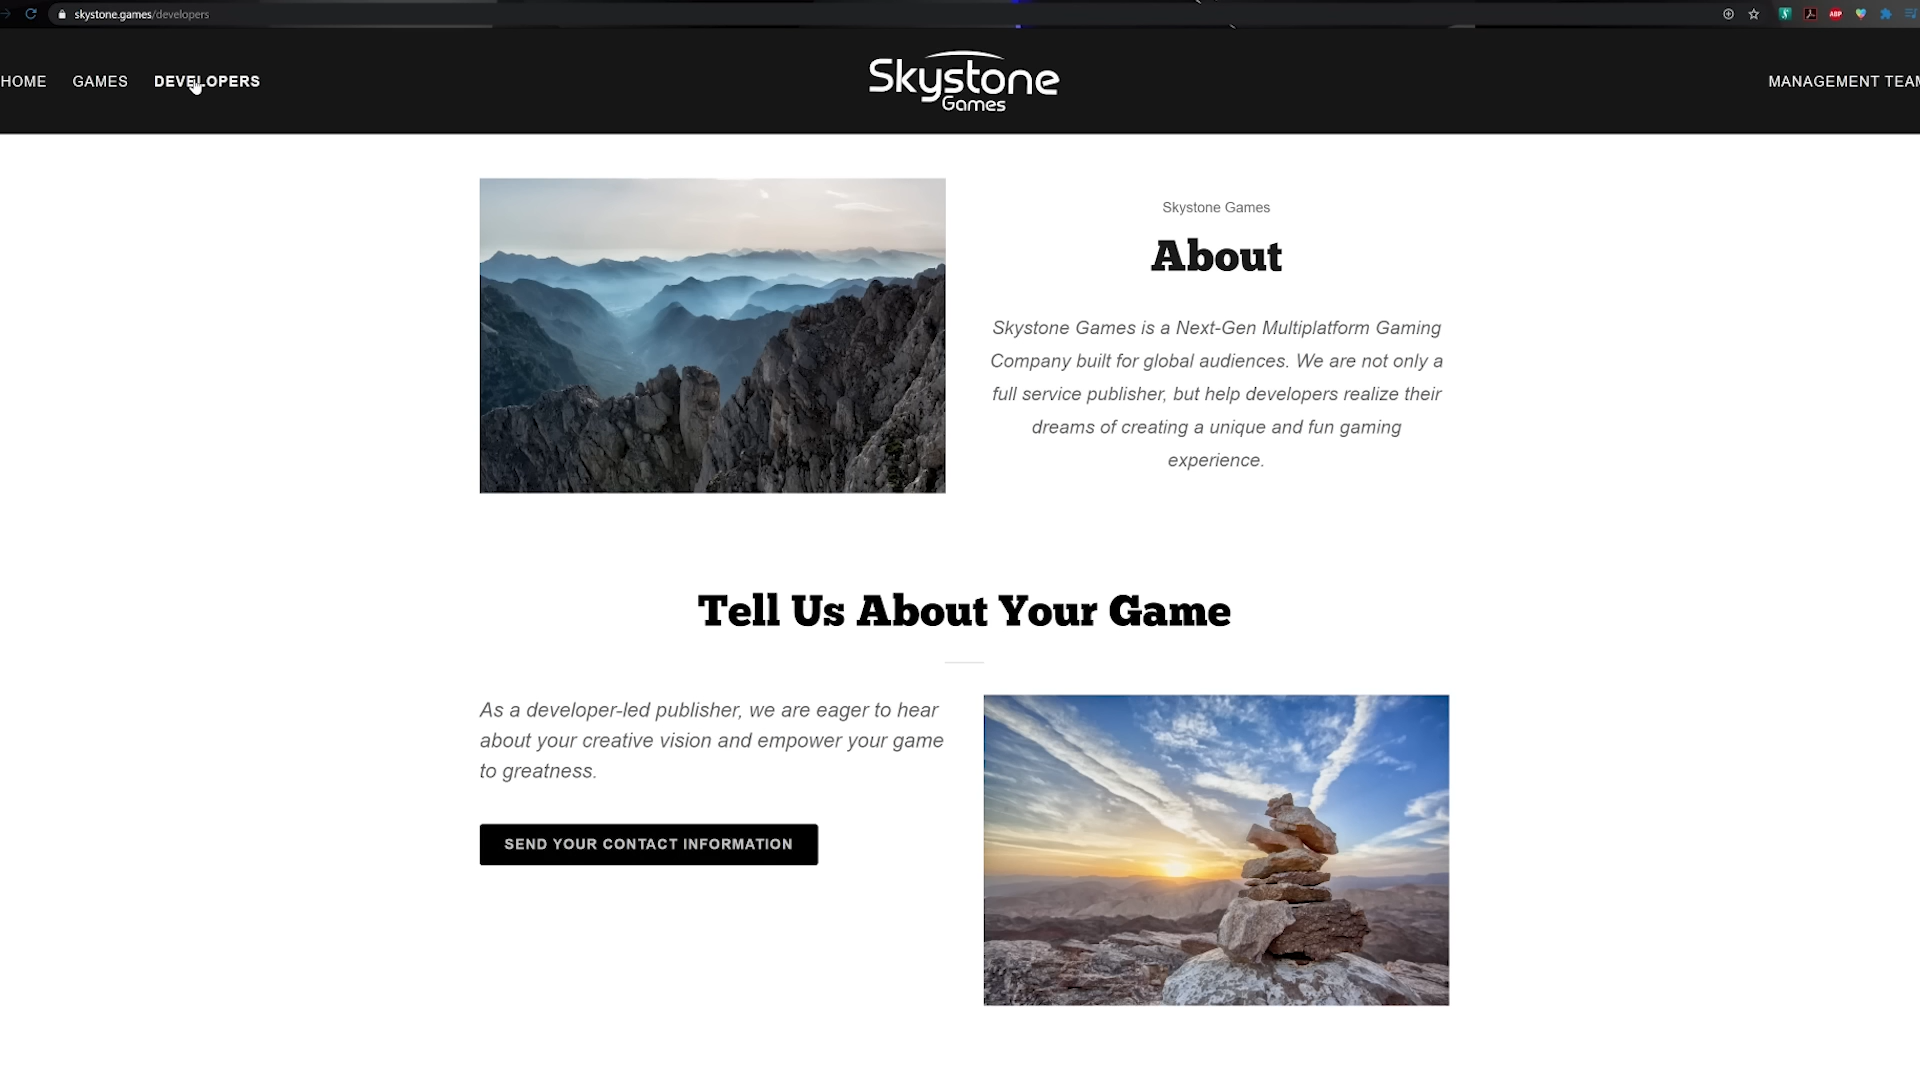 skystone.games/developers
ABP
HOME GAMES DEVELOPERS
Skystone
Games
MANAGEMENT TEAM
Skystone Games
About
Skystone Games is a Next-Gen Multiplatform Gaming
Company built for global audiences. We are not only a
full service publisher, but help developers realize their
dreams of creating a unique and fun gaming
experience.
Tell Us About Your Game
As a developer-led publisher, we are eager to hear
about your creative vision and empower your game
to greatness.
SEND YOUR CONTACT INFORMATION